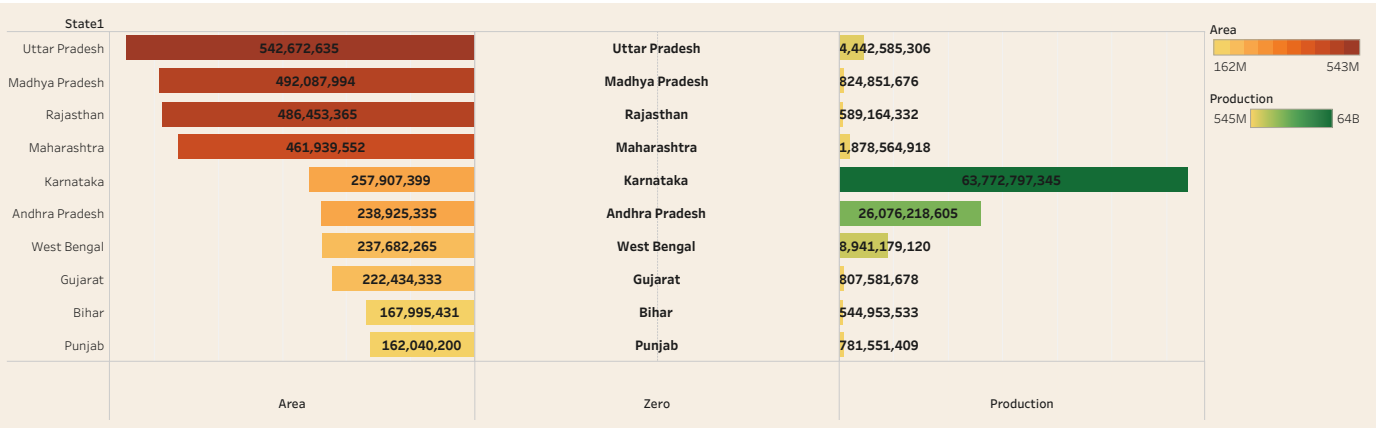 State1
Uttar Pradesh 542,672,635 Uttar Pradesh 4,442,585,306
Madhya Pradesh 492,087,994 Madhya Pradesh 824,851,676
Rajasthan 486,453,365 Rajasthan 589,164,332
Maharashtra 461,939,552 Maharashtra 1,878,564,918
Karnataka 257,907,399 Karnataka 63,772,797,345
Andhra Pradesh 238,925,335 Andhra Pradesh 26,076,218,605
West Bengal 237,682,265 West Bengal 8,941,179,120
Gujarat 222,434,333 Gujarat 807,581,678
Bihar 167,995,431 Bihar 544,953,533
Punjab 162,040,200 Punjab 781,551,409
Area Zero Production
Area
162M 543M
Production
545M 64B